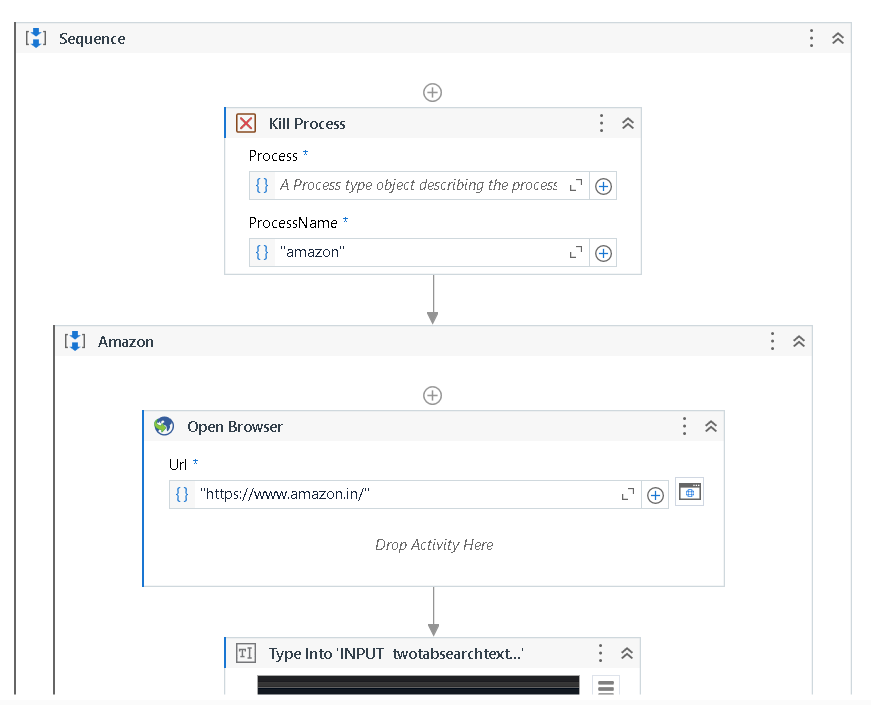 Sequence
Kill Process
Process *
{} A Process type object describing the process
ProcessName *
{} "amazon"
Amazon
Open Browser
Url *
{} "https://www.amazon.in/"
Drop Activity Here
TI Type Into 'INPUT twotabsearchtext...'